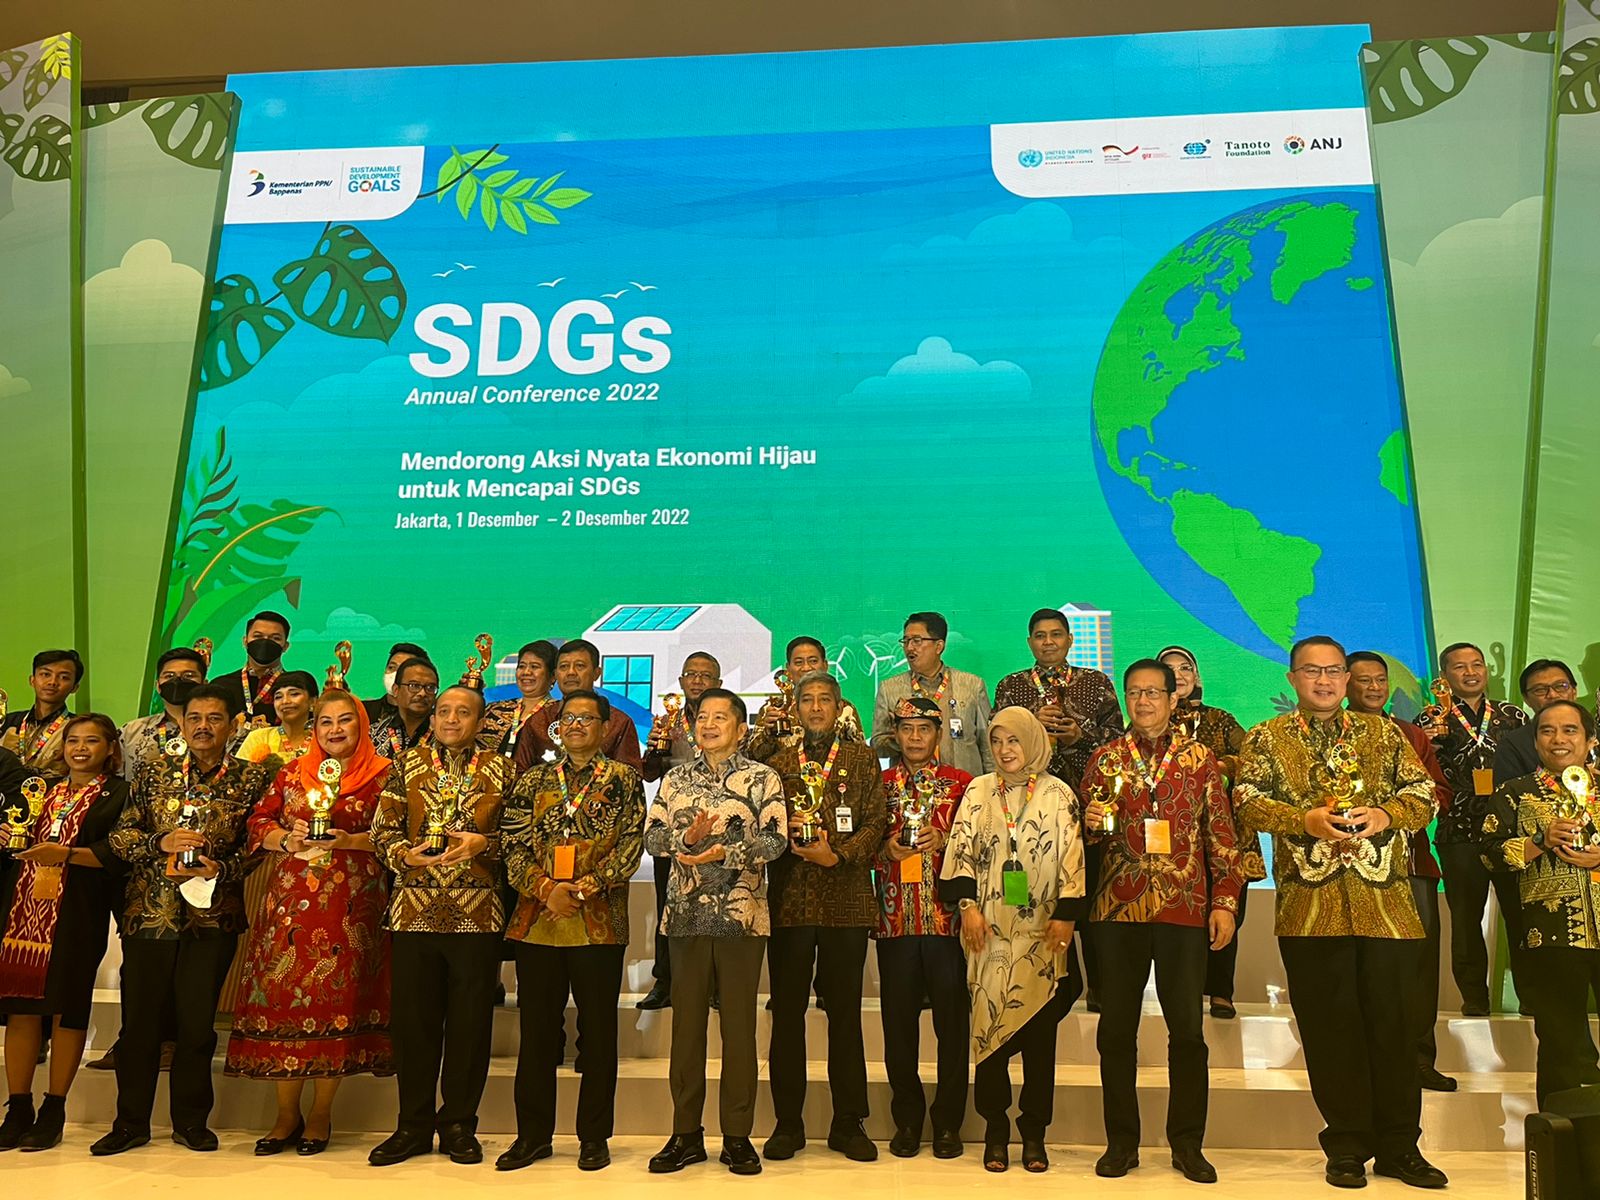 Kementerian PPN/
Bappenas
SUSTAINABLE
DEVELOPMENT
GOALS
UNITED NATIONS
INDONESIA
giz
Tanoto
Foundation
ANJ
SDGs
Annual Conference 2022
Mendorong Aksi Nyata Ekonomi Hijau
untuk Mencapai SDGs
Jakarta, 1 Desember – 2 Desember 2022